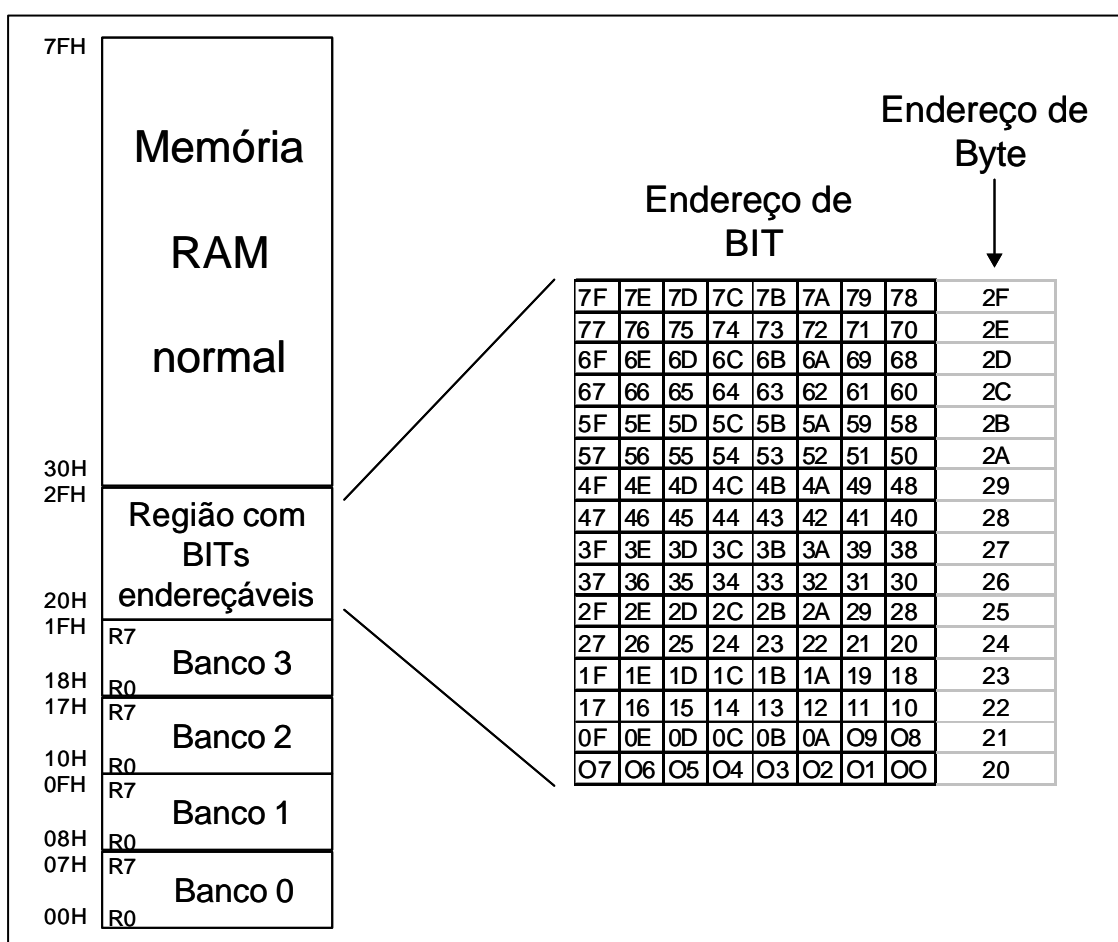 7FH
Memória
RAM
normal
30H
2FH
Região com
BITs
endereçáveis
20H
1FH
R7
Banco 3
18H
R0
17H
R7
Banco 2
10H
R0
0FH
R7
Banco 1
08H
R0
07H
R7
Banco 0
00H
R0
Endereço de
Byte
Endereço de
BIT
7F 7E 7D 7C 7B 7A 79 78 2F
77 76 75 74 73 72 71 70 2E
6F 6E 6D 6C 6B 6A 69 68 2D
67 66 65 64 63 62 61 60 2C
5F 5E 5D 5C 5B 5A 59 58 2B
57 56 55 54 53 52 51 50 2A
4F 4E 4D 4C 4B 4A 49 48 29
47 46 45 44 43 42 41 40 28
3F 3E 3D 3C 3B 3A 39 38 27
37 36 35 34 33 32 31 30 26
2F 2E 2D 2C 2B 2A 29 28 25
27 26 25 24 23 22 21 20 24
1F 1E 1D 1C 1B 1A 19 18 23
17 16 15 14 13 12 11 10 22
0F 0E 0D 0C 0B 0A O9 O8 21
O7 O6 O5 O4 O3 O2 O1 OO 20